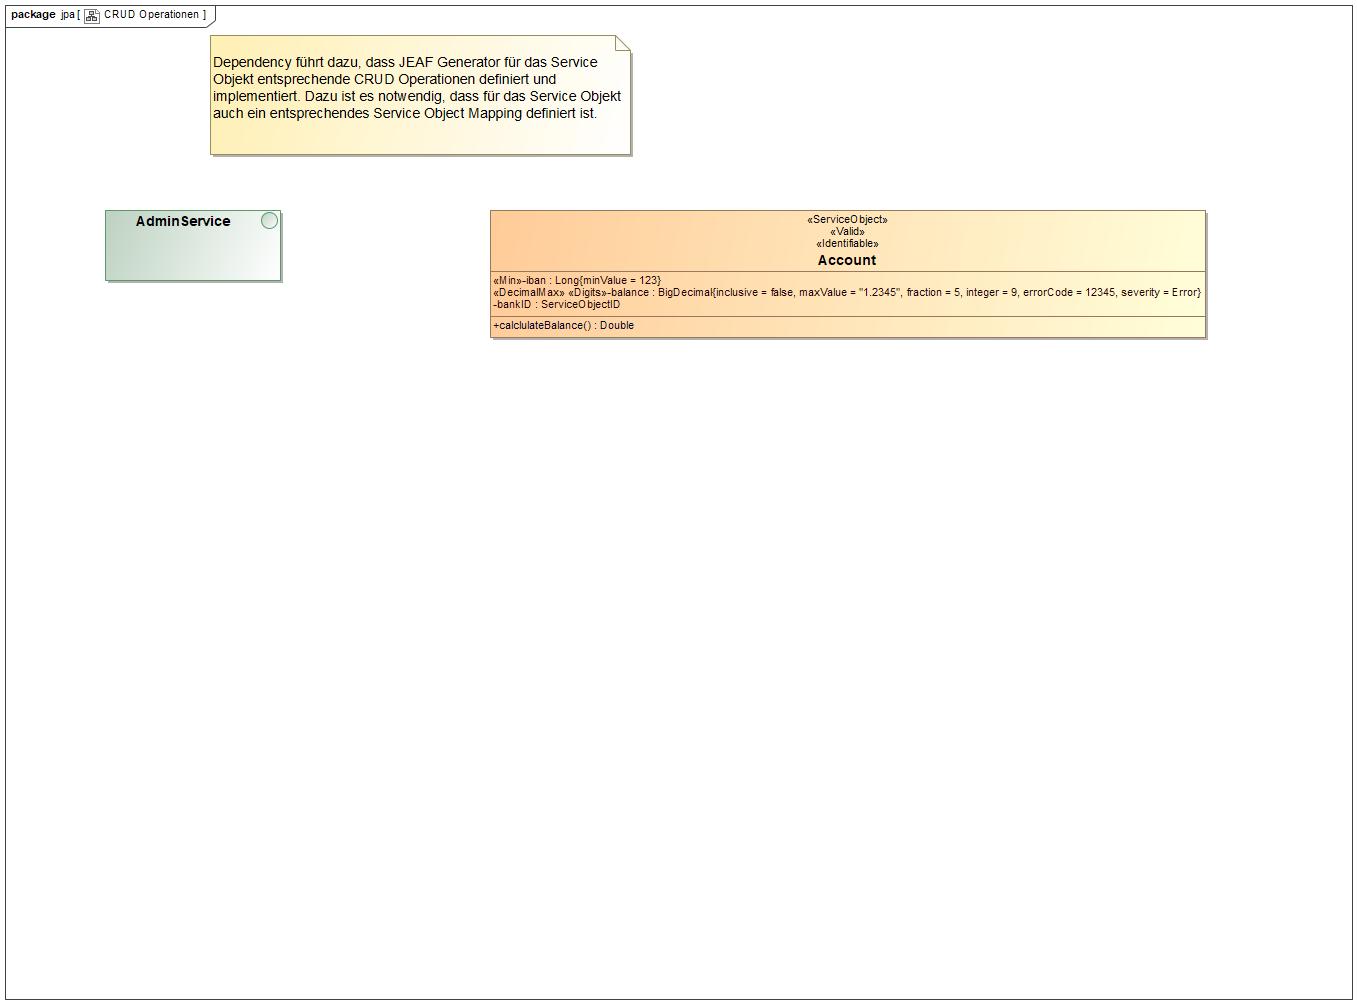 package jpa [ CRUD Operationen ]
Dependency führt dazu, dass JEAF Generator für das Service
Objekt entsprechende CRUD Operationen definiert und
implementiert. Dazu ist es notwendig, dass für das Service Objekt
auch ein entsprechendes Service Object Mapping definiert ist.
AdminService
«ServiceObject»
«Valid»
«Identifiable»
Account
«Min»-iban : Long{minValue = 123}
«DecimalMax» «Digits»-balance : BigDecimal{inclusive = false, maxValue = "1.2345", fraction = 5, integer = 9, errorCode = 12345, severity = Error}
-bankID : ServiceObjectID
+calclulateBalance() : Double